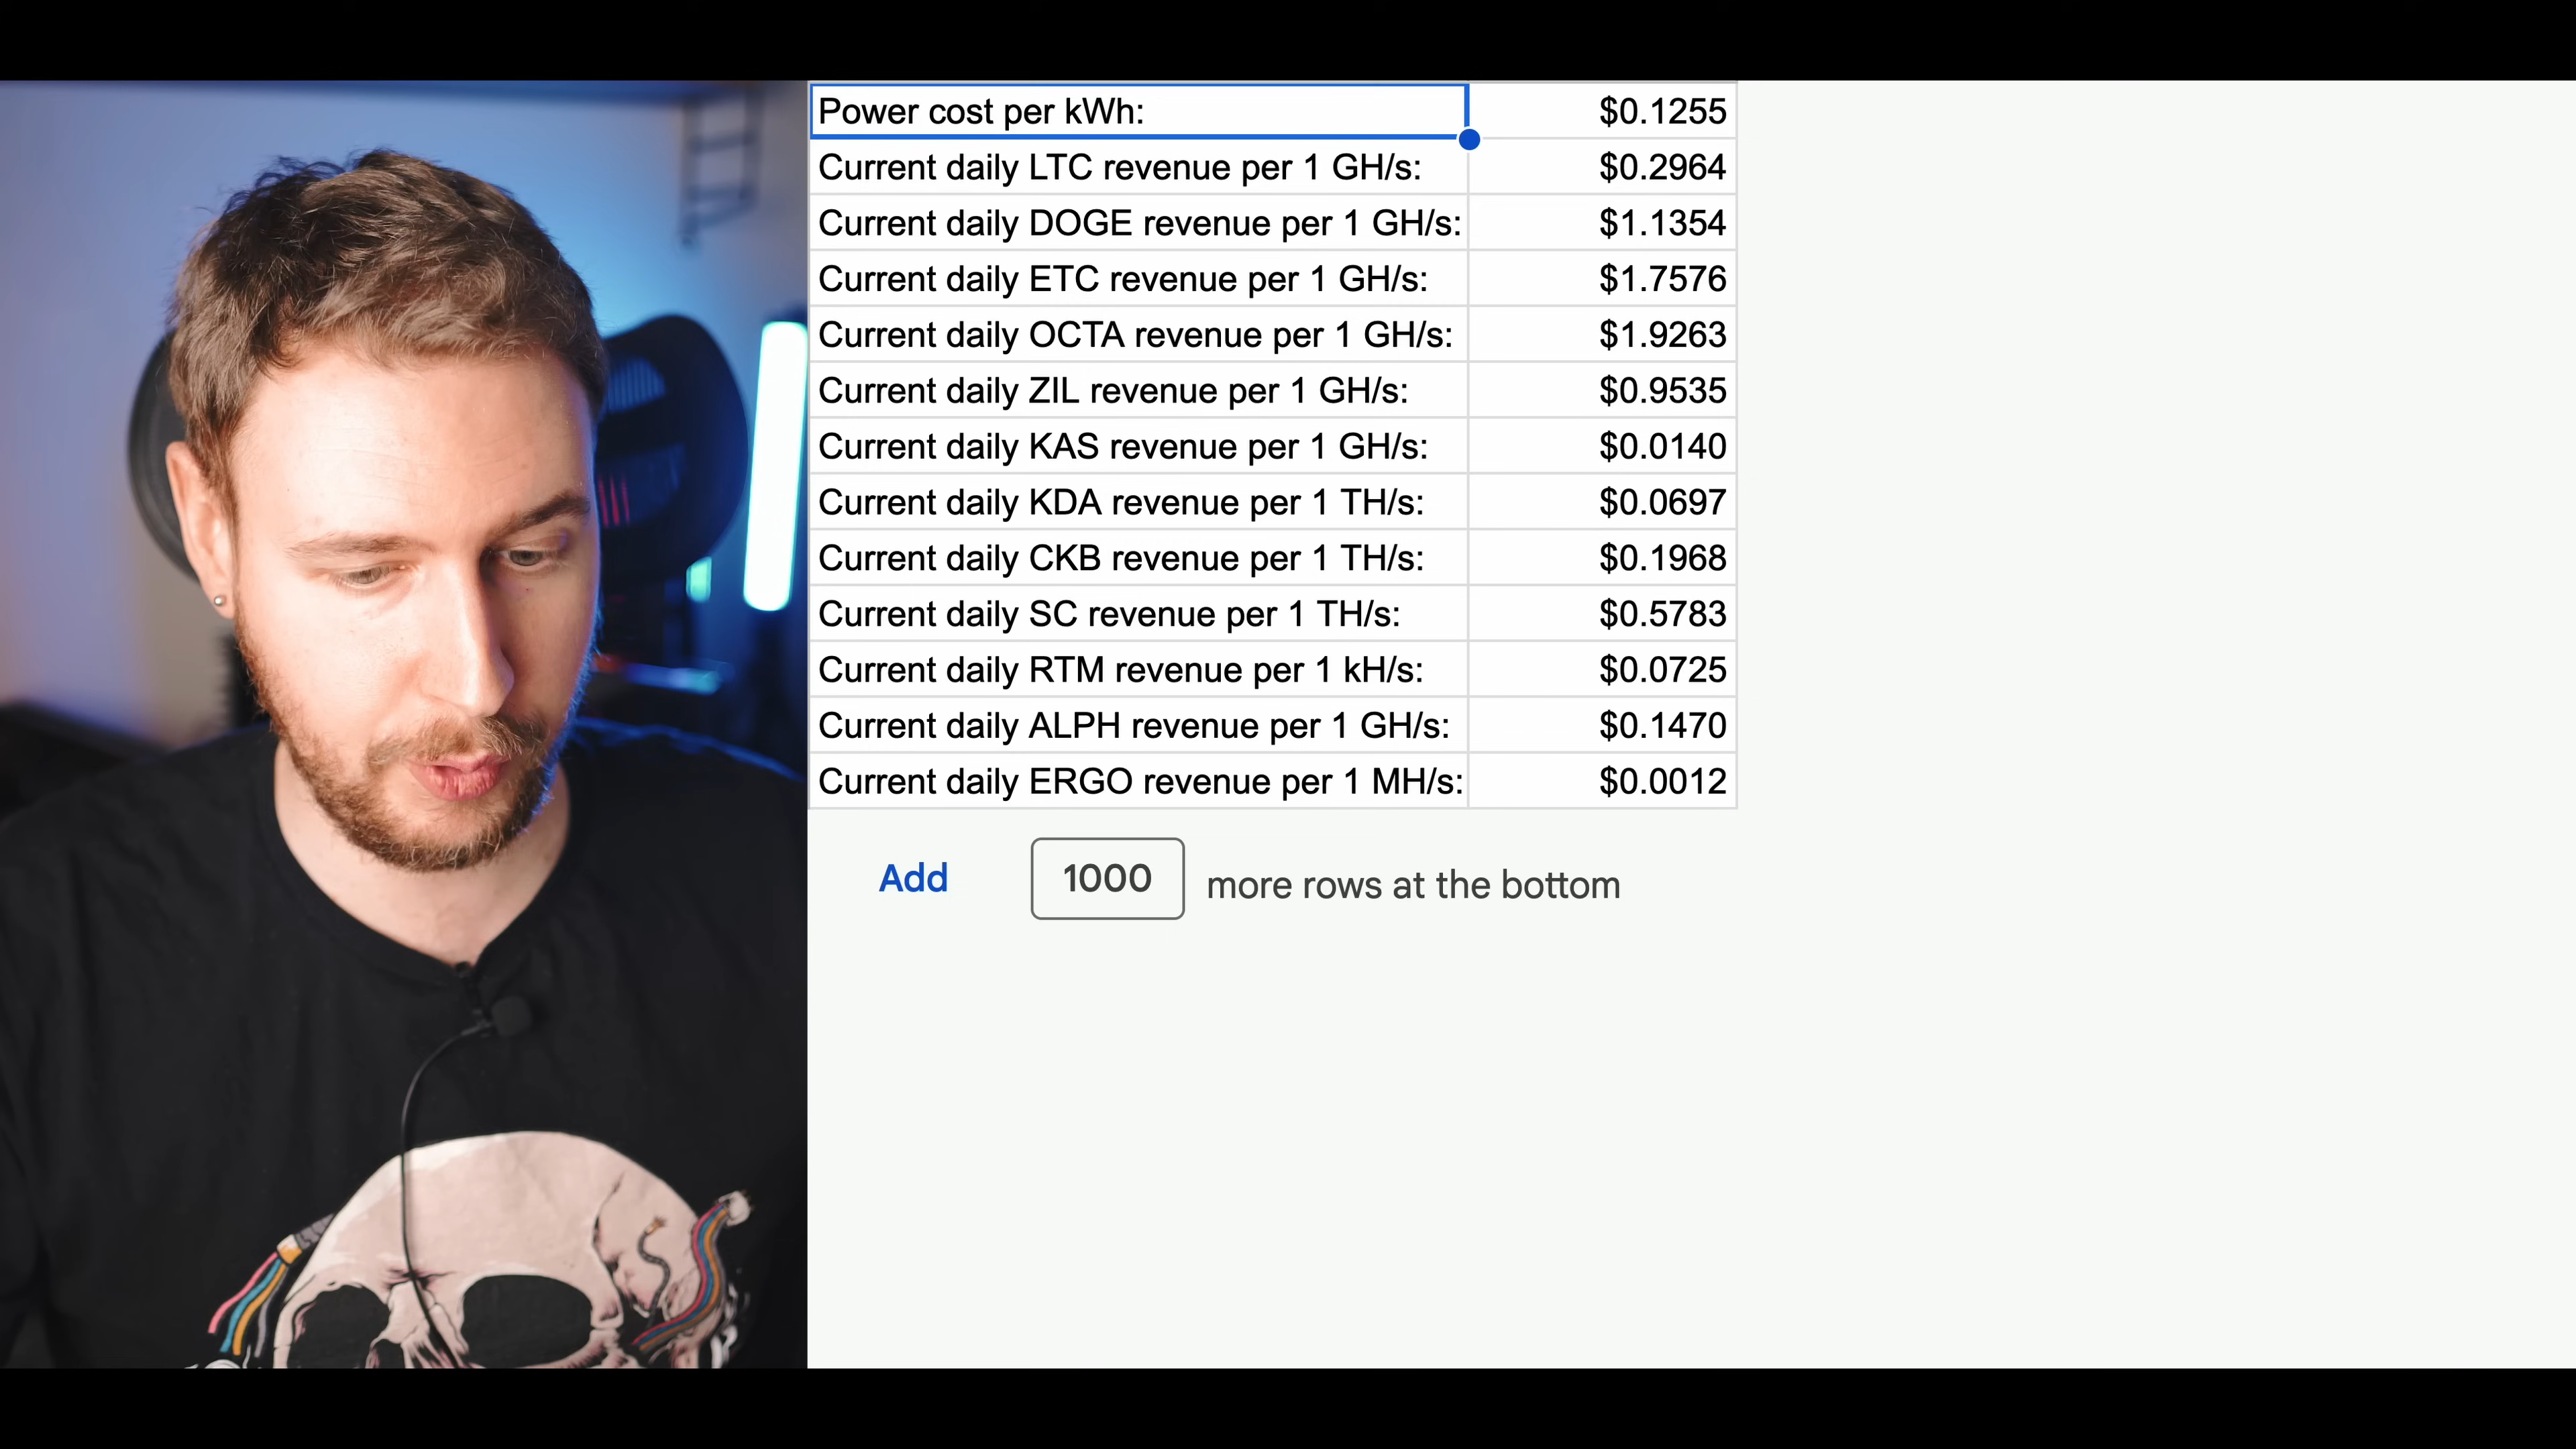 Power cost per kWh: $0.1255
Current daily LTC revenue per 1 GH/s: $0.2964
Current daily DOGE revenue per 1 GH/s: $1.1354
Current daily ETC revenue per 1 GH/s: $1.7576
Current daily OCTA revenue per 1 GH/s: $1.9263
Current daily ZIL revenue per 1 GH/s: $0.9535
Current daily KAS revenue per 1 GH/s: $0.0140
Current daily KDA revenue per 1 TH/s: $0.0697
Current daily CKB revenue per 1 TH/s: $0.1968
Current daily SC revenue per 1 TH/s: $0.5783
Current daily RTM revenue per 1 kH/s: $0.0725
Current daily ALPH revenue per 1 GH/s: $0.1470
Current daily ERGO revenue per 1 MH/s: $0.0012
Add 1000 more rows at the bottom